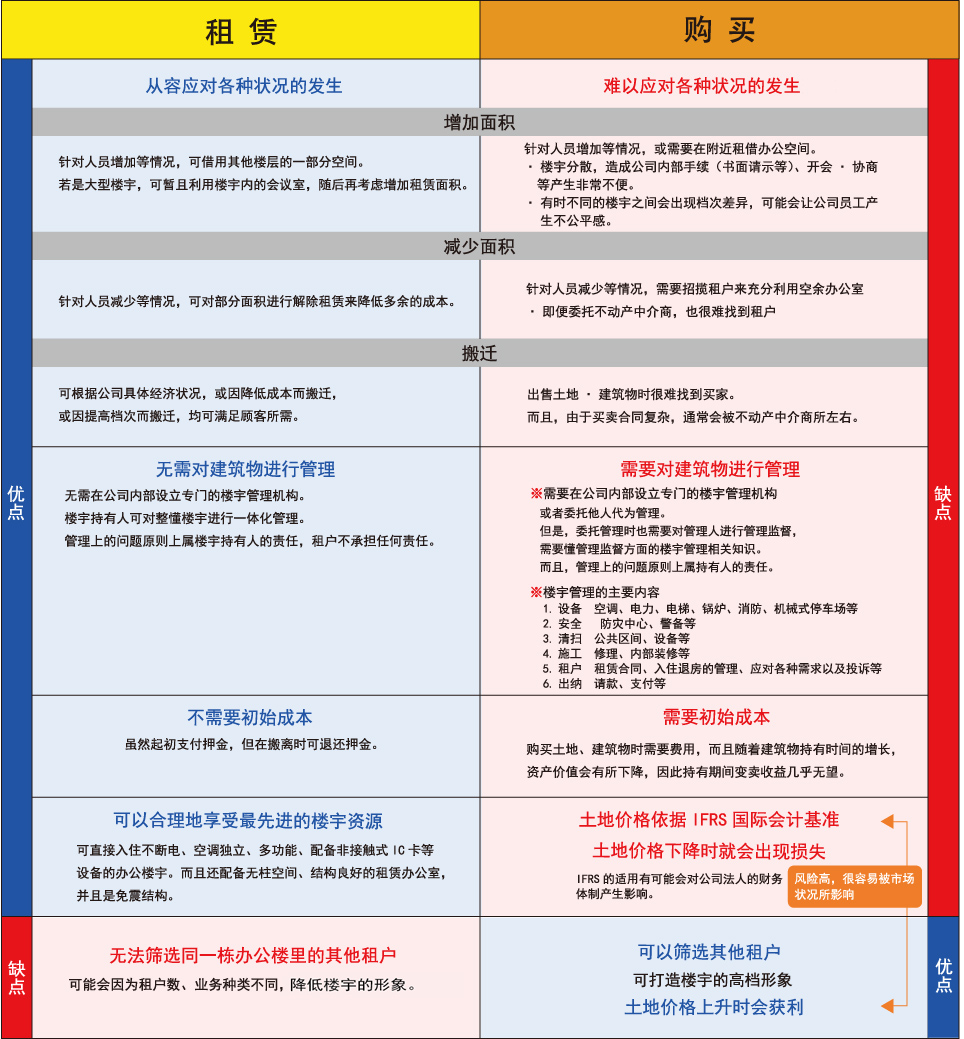 租赁
购买
优点
缺点
从容应对各种状况的发生
难以应对各种状况的发生
增加面积
针对人员增加等情况，可借用其他楼层的一部分空间。
若是大型楼宇，可暂且利用楼宇内的会议室，随后再考虑增加租赁面积。
针对人员增加等情况，或需要在附近租借办公空间。
・楼宇分散，造成公司内部手续（书面请示等）、开会 ・ 协商
等产生非常不便。
・有时不同的楼宇之间会出现档次差异，可能会让公司员工产
生不公平感。
减少面积
针对人员减少等情况，可对部分面积进行解除租赁来降低多余的成本。
针对人员减少等情况，需要招揽租户来充分利用空余办公室
・即便委托不动产中介商，也很难找到租户
搬迁
可根据公司具体经济状况，或因降低成本而搬迁，
或因提高档次而搬迁，均可满足顾客所需。
出售土地 ・ 建筑物时很难找到买家。
而且，由于买卖合同复杂，通常会被不动产中介商所左右。
无需对建筑物进行管理
无需在公司内部设立专门的楼宇管理机构。
楼宇持有人可对整懂楼宇进行一体化管理。
管理上的问题原则上属楼宇持有人的责任，租户不承担任何责任。
需要对建筑物进行管理
※需要在公司内部设立专门的楼宇管理机构
或者委托他人代为管理。
但是，委托管理时也需要对管理人进行管理监督，
需要懂管理监督方面的楼宇管理相关知识。
而且，管理上的问题原则上属持有人的责任。
※楼宇管理的主要内容
1. 设备 空调、电力、电梯、锅炉、消防、机械式停车场等
2. 安全 防灾中心、警备等
3. 清扫 公共区间、设备等
4. 施工 修理、内部装修等
5. 租户 租赁合同、入住退房的管理、应对各种需求以及投诉等
6. 出纳 请款、支付等
不需要初始成本
虽然起初支付押金，但在搬离时可退还押金。
需要初始成本
购买土地、建筑物时需要费用，而且随着建筑物持有时间的增长，
资产价值会有所下降，因此持有期间变卖收益几乎无望。
可以合理地享受最先进的楼宇资源
可直接入住不断电、空调独立、多功能、配备非接触式 IC 卡等
设备的办公楼宇。而且还配备无柱空间、结构良好的租赁办公室，
并且是免震结构。
土地价格依据 IFRS 国际会计基准
土地价格下降时就会出现损失
IFRS 的适用有可能会对公司法人的财务
体制产生影响。
风险高，很容易被市场
状况所影响
缺点
无法筛选同一栋办公楼里的其他租户
可能会因为租户数、业务种类不同，降低楼宇的形象。
可以筛选其他租户
可打造楼宇的高档形象
土地价格上升时会获利
优点